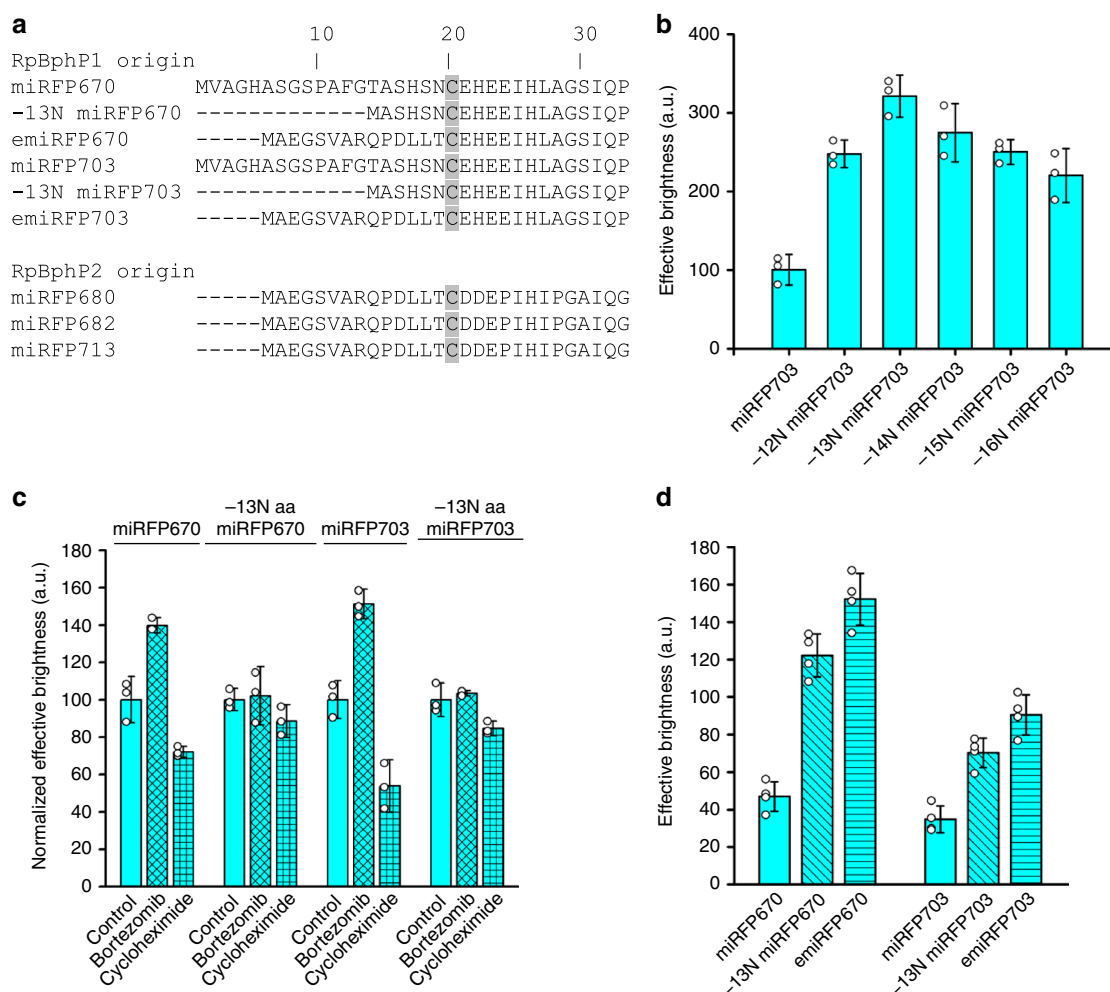 a
10 20 30
RpBphP1 origin | | |
miRFP670 MVAGHASGSPAFGTASHSNCEHEEIHLAGSIQP
-13N miRFP670 -------------MASHSNCEHEEIHLAGSIQP
emiRFP670 -----MAEGSVARQPDLLTCEHEEIHLAGSIQP
miRFP703 MVAGHASGSPAFGTASHSNCEHEEIHLAGSIQP
-13N miRFP703 -------------MASHSNCEHEEIHLAGSIQP
emiRFP703 -----MAEGSVARQPDLLTCEHEEIHLAGSIQP
RpBphP2 origin
miRFP680 -----MAEGSVARQPDLLTCDDEPIHIPGAIQG
miRFP682 -----MAEGSVARQPDLLTCDDEPIHIPGAIQG
miRFP713 -----MAEGSVARQPDLLTCDDEPIHIPGAIQG
b
Effective brightness (a.u.)
400
300
200
100
0
miRFP703
–12N miRFP703
–13N miRFP703
–14N miRFP703
–15N miRFP703
–16N miRFP703
c
miRFP670
–13N aa
miRFP670
miRFP703
–13N aa
miRFP703
Normalized effective brightness (a.u.)
180
160
140
120
100
80
60
40
20
0
Control
Bortezomib
Cycloheximide
Control
Bortezomib
Cycloheximide
Control
Bortezomib
Cycloheximide
Control
Bortezomib
Cycloheximide
d
Effective brightness (a.u.)
180
160
140
120
100
80
60
40
20
0
miRFP670
–13N miRFP670
emiRFP670
miRFP703
–13N miRFP703
emiRFP703